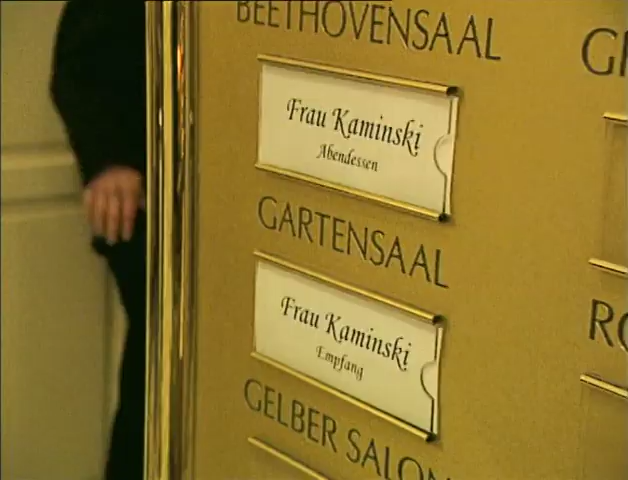 BEETHOVENSAAL
Frau Kaminski
Abendessen
GARTENSAAL
Frau Kaminski
Empfang
GELBER SALON